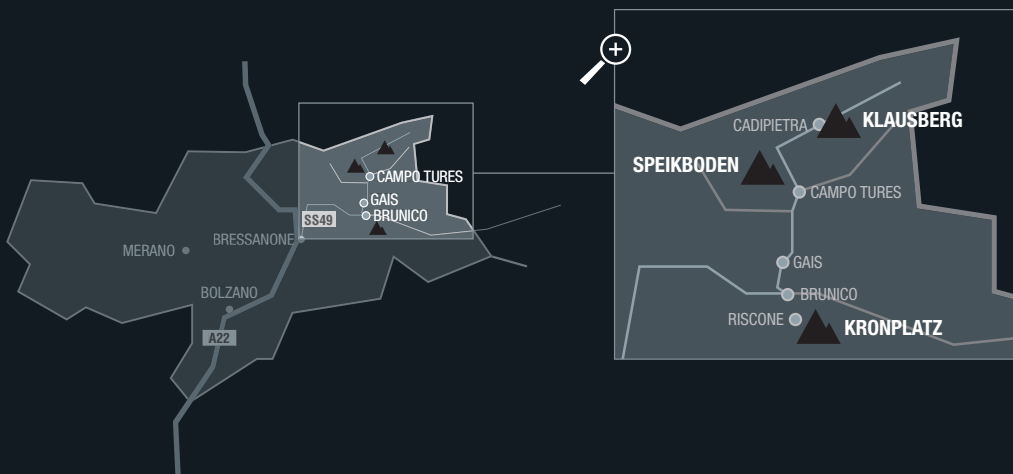 CAMPO TURES
GAIS
BRUNICO
SS49
BRESSANONE
MERANO
BOLZANO
A22
CADIPIETRA
KLAUSBERG
SPEIKBODEN
CAMPO TURES
GAIS
BRUNICO
RISCONE
KRONPLATZ